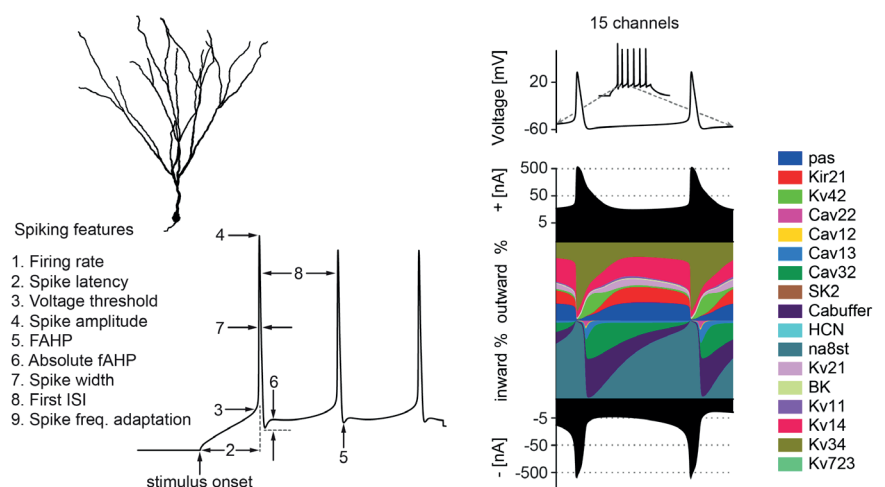 15 channels
Voltage [mV]
20
-60
+ [nA]
500
50
5
inward % outward %
- [nA]
-5
-50
-500
pas
Kir21
Kv42
Cav22
Cav12
Cav13
Cav32
SK2
Cabuffer
HCN
na8st
Kv21
BK
Kv11
Kv14
Kv34
Kv723
Spiking features
1. Firing rate
2. Spike latency
3. Voltage threshold
4. Spike amplitude
5. FAHP
6. Absolute fAHP
7. Spike width
8. First ISI
9. Spike freq. adaptation
4
8
7
6
3
2
5
stimulus onset